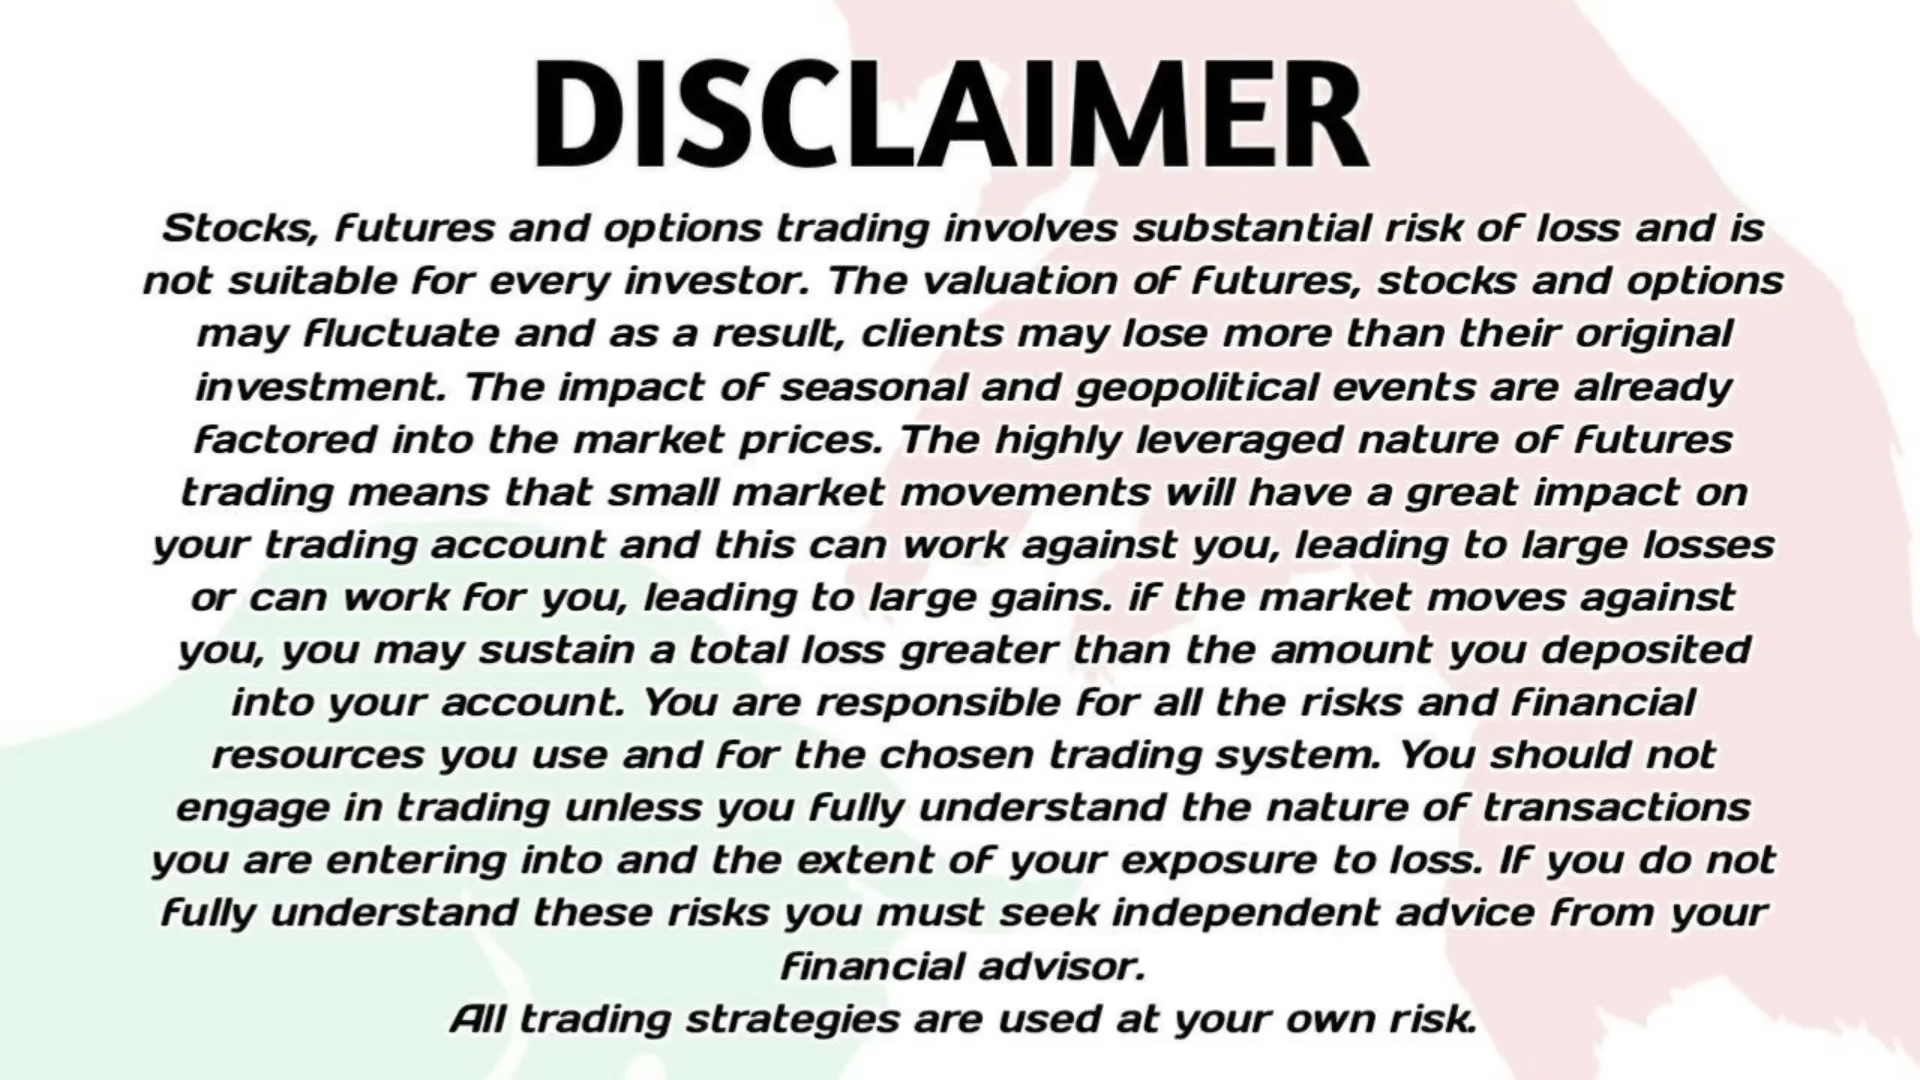 DISCLAIMER
Stocks, futures and options trading involves substantial risk of loss and is
not suitable for every investor. The valuation of futures, stocks and options
may fluctuate and as a result, clients may lose more than their original
investment. The impact of seasonal and geopolitical events are already
factored into the market prices. The highly leveraged nature of futures
trading means that small market movements will have a great impact on
your trading account and this can work against you, leading to large losses
or can work for you, leading to large gains. if the market moves against
you, you may sustain a total loss greater than the amount you deposited
into your account. You are responsible for all the risks and financial
resources you use and for the chosen trading system. You should not
engage in trading unless you fully understand the nature of transactions
you are entering into and the extent of your exposure to loss. If you do not
fully understand these risks you must seek independent advice from your
financial advisor.
All trading strategies are used at your own risk.